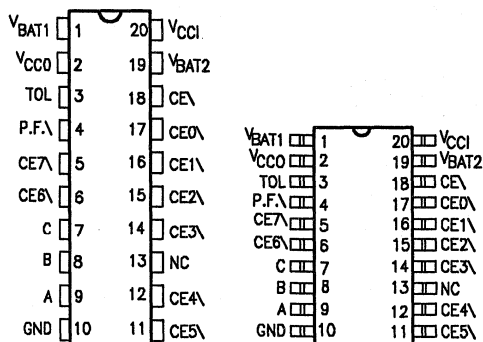 VBAT1 1 20 VCCI
VCCO 2 19 VBAT2
TOL 3 18 CE\
P.F.\ 4 17 CE0\
CE7\ 5 16 CE1\
CE6\ 6 15 CE2\
C 7 14 CE3\
B 8 13 NC
A 9 12 CE4\
GND 10 11 CE5\
VBAT1 1 20 VCCI
VCCO 2 19 VBAT2
TOL 3 18 CE\
P.F.\ 4 17 CE0\
CE7\ 5 16 CE1\
CE6\ 6 15 CE2\
C 7 14 CE3\
B 8 13 NC
A 9 12 CE4\
GND 10 11 CE5\